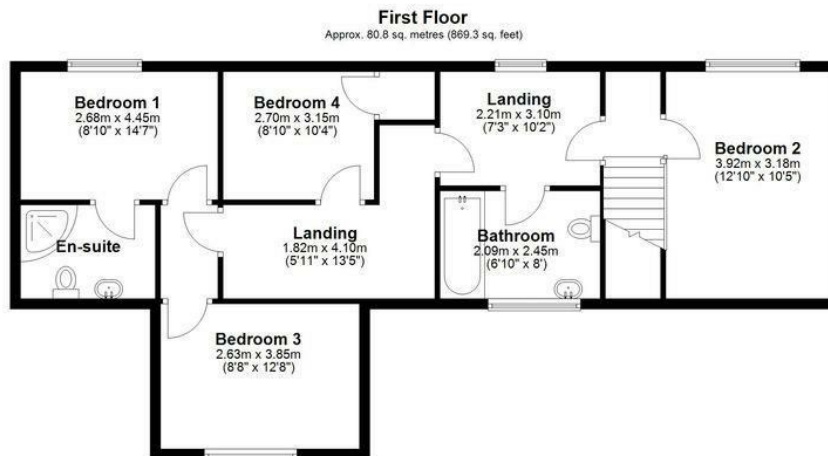 First Floor
Approx. 80.8 sq. metres (869.3 sq. feet)
Bedroom 1
2.68m x 4.45m
(8'10" x 14'7")
Bedroom 4
2.70m x 3.15m
(8'10" x 10'4")
Landing
2.21m x 3.10m
(7'3" x 10'2")
Bedroom 2
3.92m x 3.18m
(12'10" x 10'5")
En-suite
Landing
1.82m x 4.10m
(5'11" x 13'5")
Bathroom
2.09m x 2.45m
(6'10" x 8')
Bedroom 3
2.63m x 3.85m
(8'8" x 12'8")